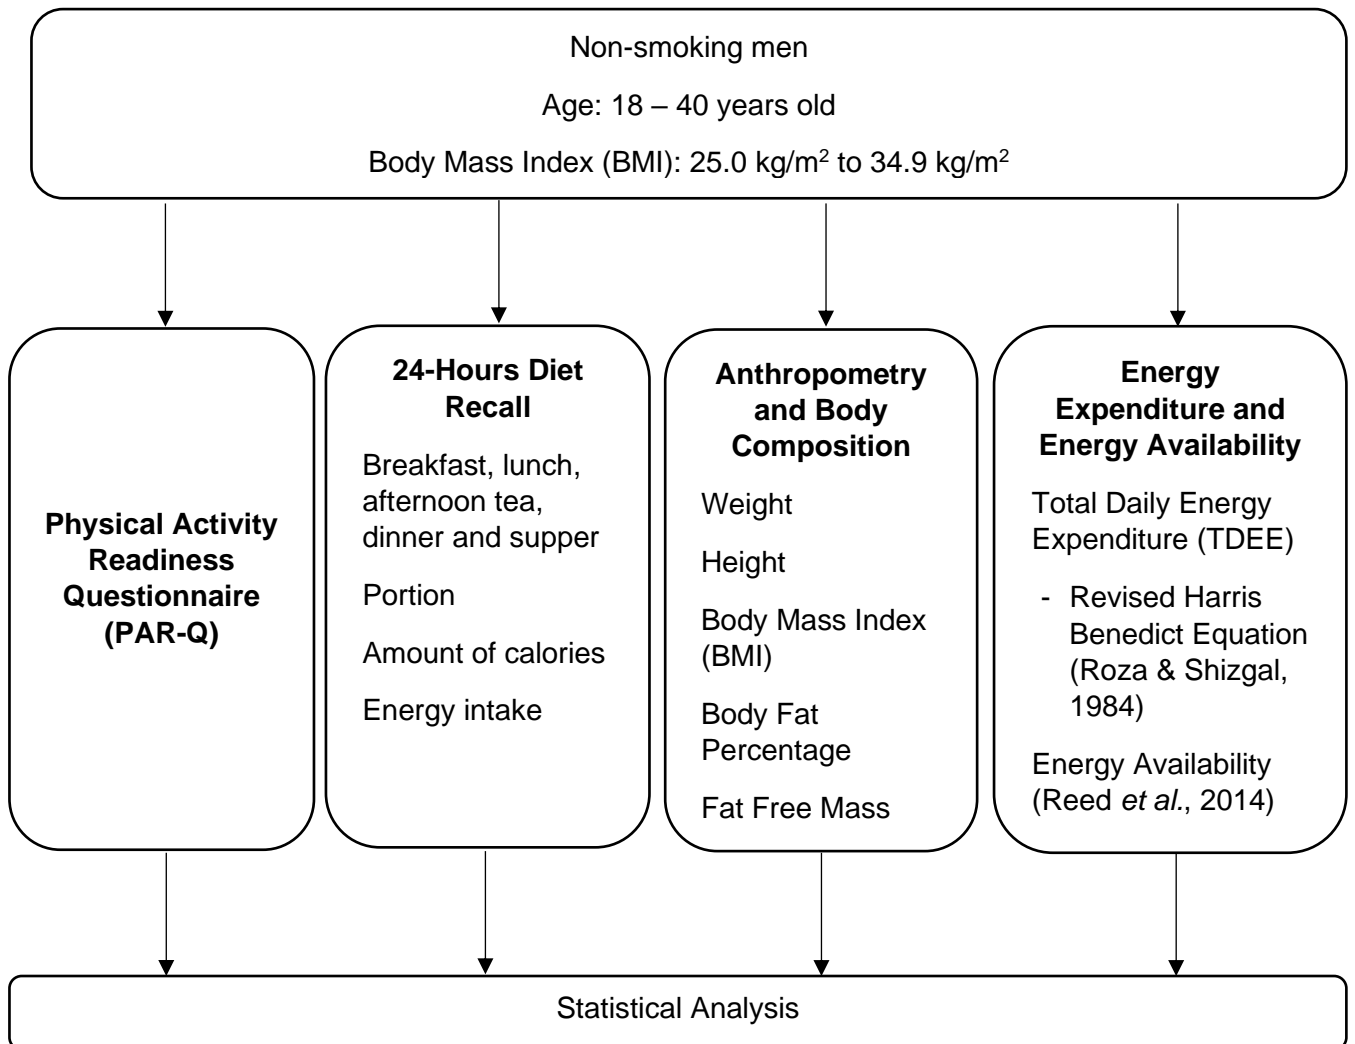 Non-smoking men
Age: 18 – 40 years old
Body Mass Index (BMI): 25.0 kg/m² to 34.9 kg/m²
Physical Activity
Readiness
Questionnaire
(PAR-Q)
24-Hours Diet
Recall
Breakfast, lunch,
afternoon tea,
dinner and supper
Portion
Amount of calories
Energy intake
Anthropometry
and Body
Composition
Weight
Height
Body Mass Index
(BMI)
Body Fat
Percentage
Fat Free Mass
Energy
Expenditure and
Energy Availability
Total Daily Energy
Expenditure (TDEE)
- Revised Harris
Benedict Equation
(Roza & Shizgal,
1984)
Energy Availability
(Reed et al., 2014)
Statistical Analysis